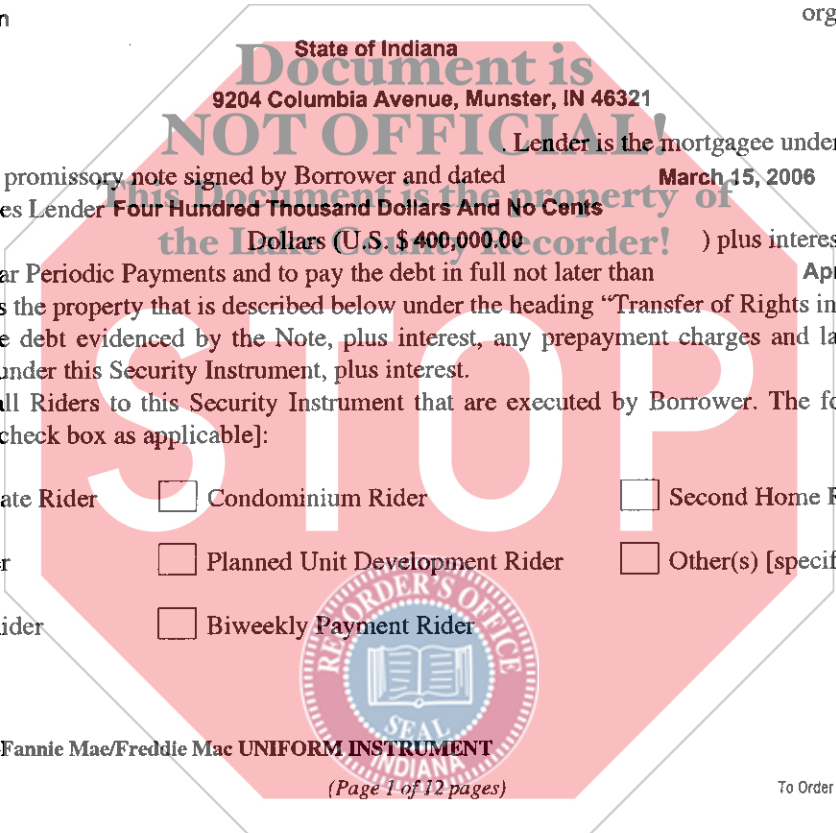 n org
State of Indiana
Document is
9204 Columbia Avenue, Munster, IN 46321
NOT OFFICIAL!
. Lender is the mortgagee under
promissory note signed by Borrower and dated March 15, 2006
This Document is the property of
es Lender Four Hundred Thousand Dollars And No Cents
the Lake County Recorder!
Dollars (U.S. $ 400,000.00 ) plus interes
ar Periodic Payments and to pay the debt in full not later than Apr
s the property that is described below under the heading “Transfer of Rights in
e debt evidenced by the Note, plus interest, any prepayment charges and la
under this Security Instrument, plus interest.
all Riders to this Security Instrument that are executed by Borrower. The fo
check box as applicable]:
STOP
ate Rider Condominium Rider Second Home R
r Planned Unit Development Rider Other(s) [specif
ider Biweekly Payment Rider
RECORDER'S OFFICE
SEAL
INDIANA
Fannie Mae/Freddie Mac UNIFORM INSTRUMENT
(Page 1 of 12 pages) To Order